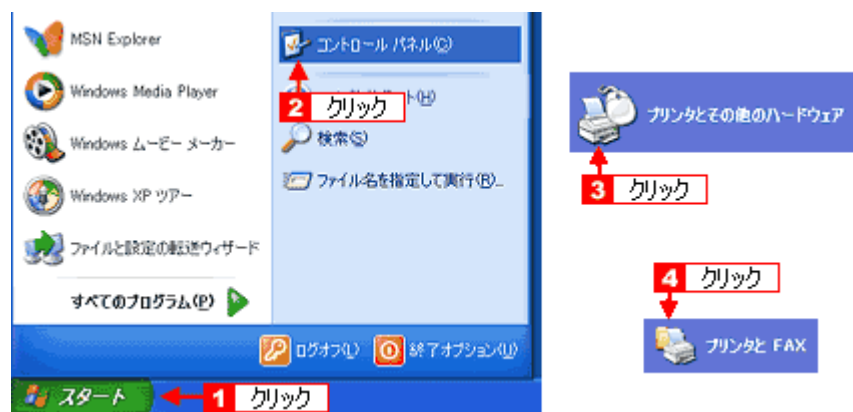 MSN Explorer
Windows Media Player
Windows ムービー メーカー
Windows XP ツアー
ファイルと設定の転送ウィザード
すべてのプログラム(P)
コントロール パネル(C)
2 クリック
ト(H)
検索(S)
ファイル名を指定して実行(R)...
ログオフ(L)
終了オプション(U)
スタート
1 クリック
プリンタとその他のハードウェア
3 クリック
4 クリック
プリンタと FAX